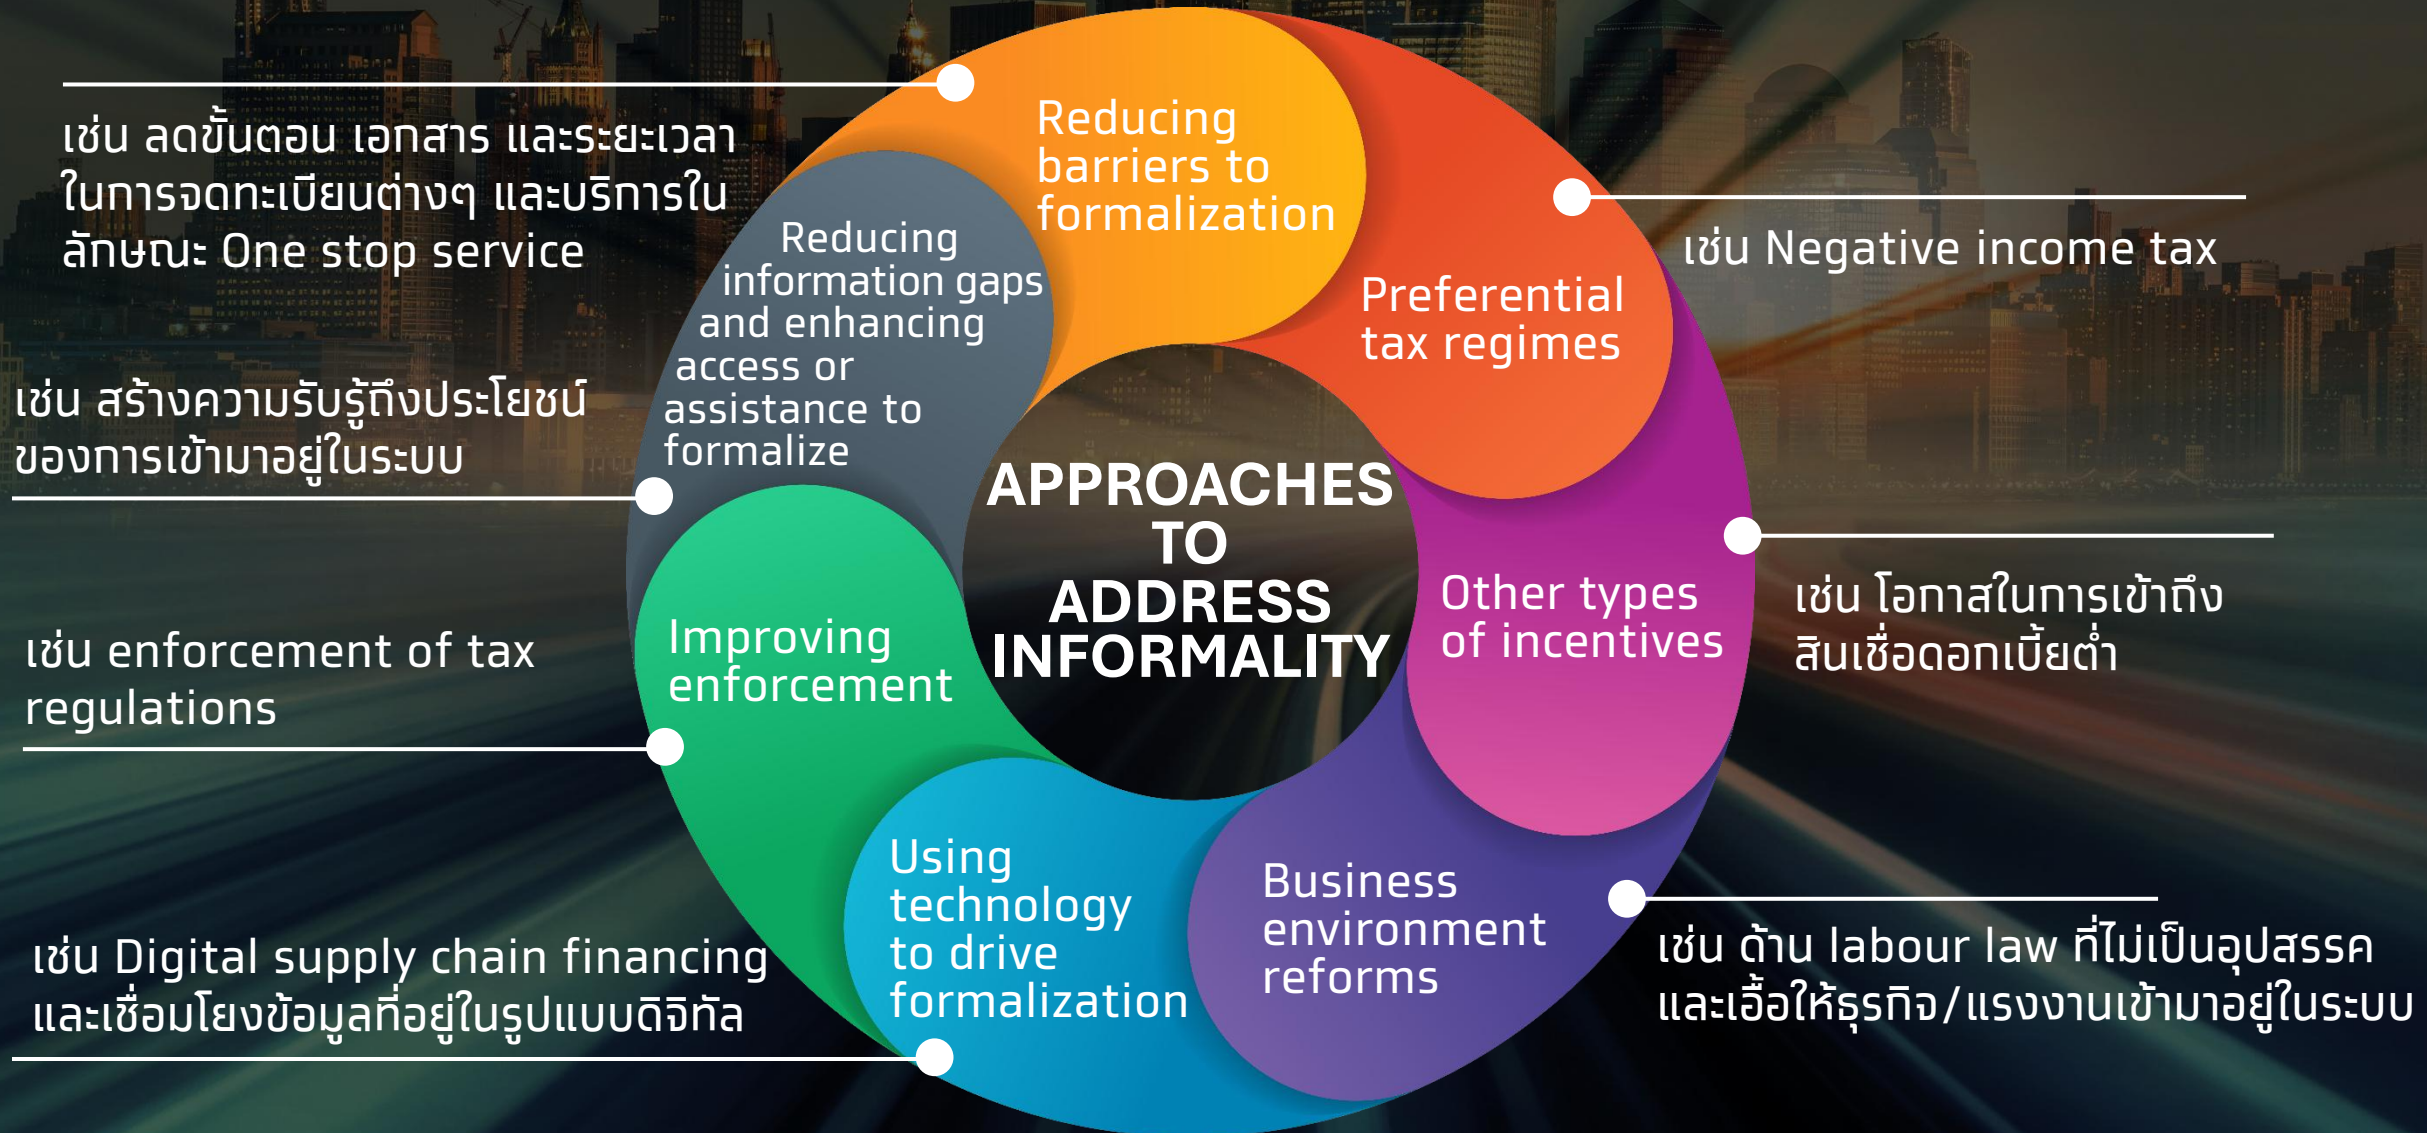 เช่น ลดขั้นตอน เอกสาร และระยะเวลา
ในการจดทะเบียนต่างๆ และบริการใน
ลักษณะ One stop service
Reducing
barriers to
formalization
เช่น Negative income tax
Preferential
tax regimes
Reducing
information gaps
and enhancing
access or
assistance to
formalize
เช่น สร้างความรับรู้ถึงประโยชน์
ของการเข้ามาอยู่ในระบบ
APPROACHES
TO
ADDRESS
INFORMALITY
Other types
of incentives
เช่น โอกาสในการเข้าถึง
สินเชื่อดอกเบี้ยต่ำ
Improving
enforcement
เช่น enforcement of tax
regulations
Using
technology
to drive
formalization
เช่น Digital supply chain financing
และเชื่อมโยงข้อมูลที่อยู่ในรูปแบบดิจิทัล
Business
environment
reforms
เช่น ด้าน labour law ที่ไม่เป็นอุปสรรค
และเอื้อให้ธุรกิจ/แรงงานเข้ามาอยู่ในระบบ